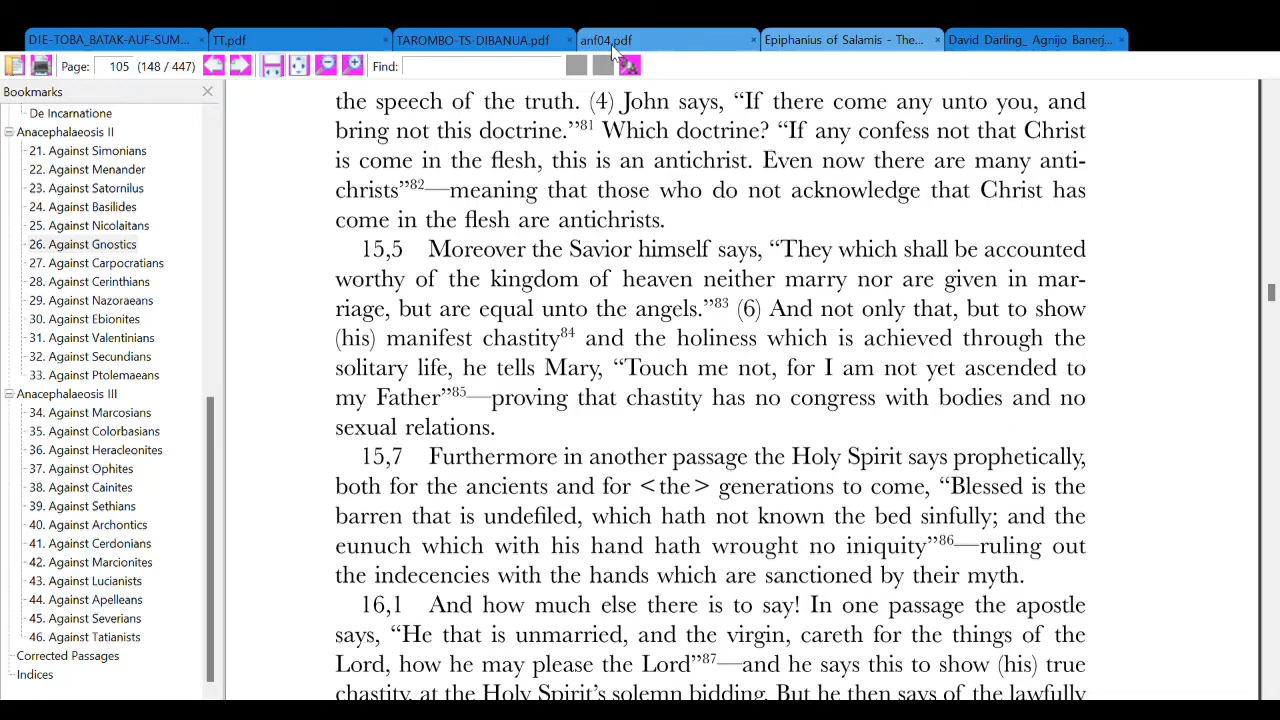 DIE-TOBA_BATAK-AUF-SUM...
TT.pdf
TAROMBO-TS-DIBANUA.pdf
anf04.pdf
Epiphanius of Salamis - The...
David Darling_ Agnijo Banerj...
Page: 105 (148 / 447)
Find:
Bookmarks
De Incarnatione
Anacephalaeosis II
21. Against Simonians
22. Against Menander
23. Against Satornilus
24. Against Basilides
25. Against Nicolaitans
26. Against Gnostics
27. Against Carpocratians
28. Against Cerinthians
29. Against Nazoraeans
30. Against Ebionites
31. Against Valentinians
32. Against Secundians
33. Against Ptolemaeans
Anacephalaeosis III
34. Against Marcosians
35. Against Colorbasians
36. Against Heracleonites
37. Against Ophites
38. Against Cainites
39. Against Sethians
40. Against Archontics
41. Against Cerdonians
42. Against Marcionites
43. Against Lucianists
44. Against Apelleans
45. Against Severians
46. Against Tatianists
Corrected Passages
Indices
the speech of the truth. (4) John says, “If there come any unto you, and
bring not this doctrine.”81 Which doctrine? “If any confess not that Christ
is come in the flesh, this is an antichrist. Even now there are many anti-
christs”82—meaning that those who do not acknowledge that Christ has
come in the flesh are antichrists.
15,5 Moreover the Savior himself says, “They which shall be accounted
worthy of the kingdom of heaven neither marry nor are given in mar-
riage, but are equal unto the angels.”83 (6) And not only that, but to show
(his) manifest chastity84 and the holiness which is achieved through the
solitary life, he tells Mary, “Touch me not, for I am not yet ascended to
my Father”85—proving that chastity has no congress with bodies and no
sexual relations.
15,7 Furthermore in another passage the Holy Spirit says prophetically,
both for the ancients and for <the> generations to come, “Blessed is the
barren that is undefiled, which hath not known the bed sinfully; and the
eunuch which with his hand hath wrought no iniquity”86—ruling out
the indecencies with the hands which are sanctioned by their myth.
16,1 And how much else there is to say! In one passage the apostle
says, “He that is unmarried, and the virgin, careth for the things of the
Lord, how he may please the Lord”87—and he says this to show (his) true
chastity, at the Holy Spirit’s solemn bidding. But he then says of the lawfully